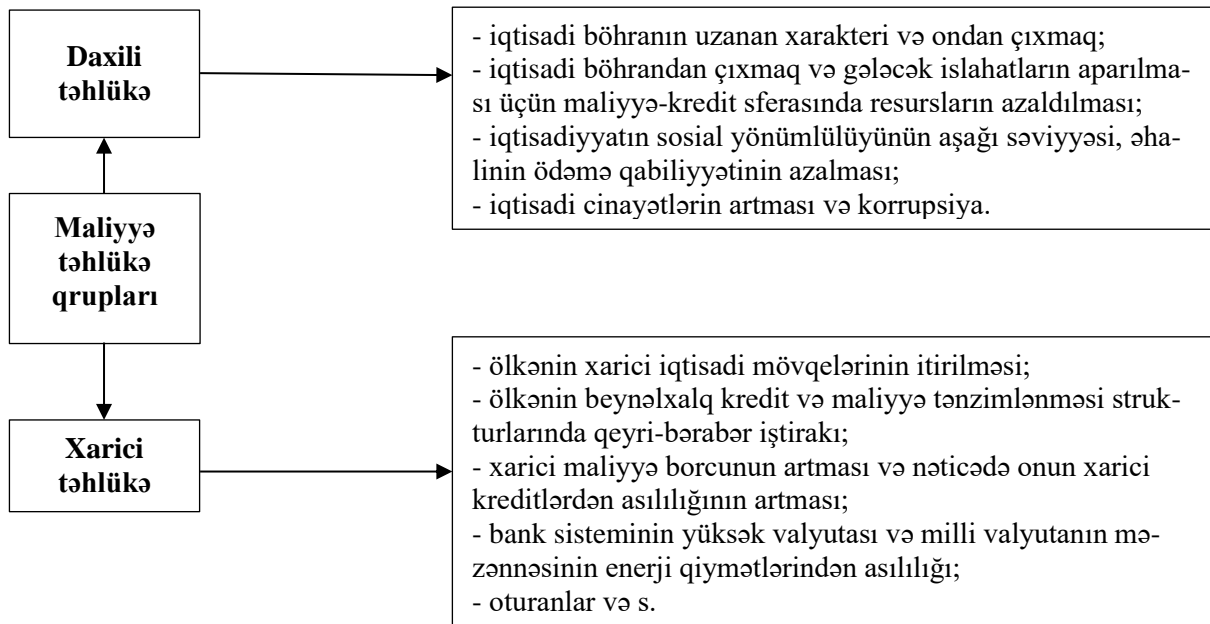 Daxili
təhlükə
- iqtisadi böhranın uzanan xarakteri və ondan çıxmaq;
- iqtisadi böhrandan çıxmaq və gələcək islahatların aparılma-
sı üçün maliyyə-kredit sferasında resursların azaldılması;
- iqtisadiyyatın sosial yönümlülüyünün aşağı səviyyəsi, əha-
linin ödəmə qabiliyyətinin azalması;
- iqtisadi cinayətlərin artması və korrupsiya.
Maliyyə
təhlükə
qrupları
Xarici
təhlükə
- ölkənin xarici iqtisadi mövqelərinin itirilməsi;
- ölkənin beynəlxalq kredit və maliyyə tənzimlənməsi struk-
turlarında qeyri-bərabər iştirakı;
- xarici maliyyə borcunun artması və nəticədə onun xarici
kreditlərdən asılılığının artması;
- bank sisteminin yüksək valyutası və milli valyutanın mə-
zənnəsinin enerji qiymətlərindən asılılığı;
- oturanlar və s.